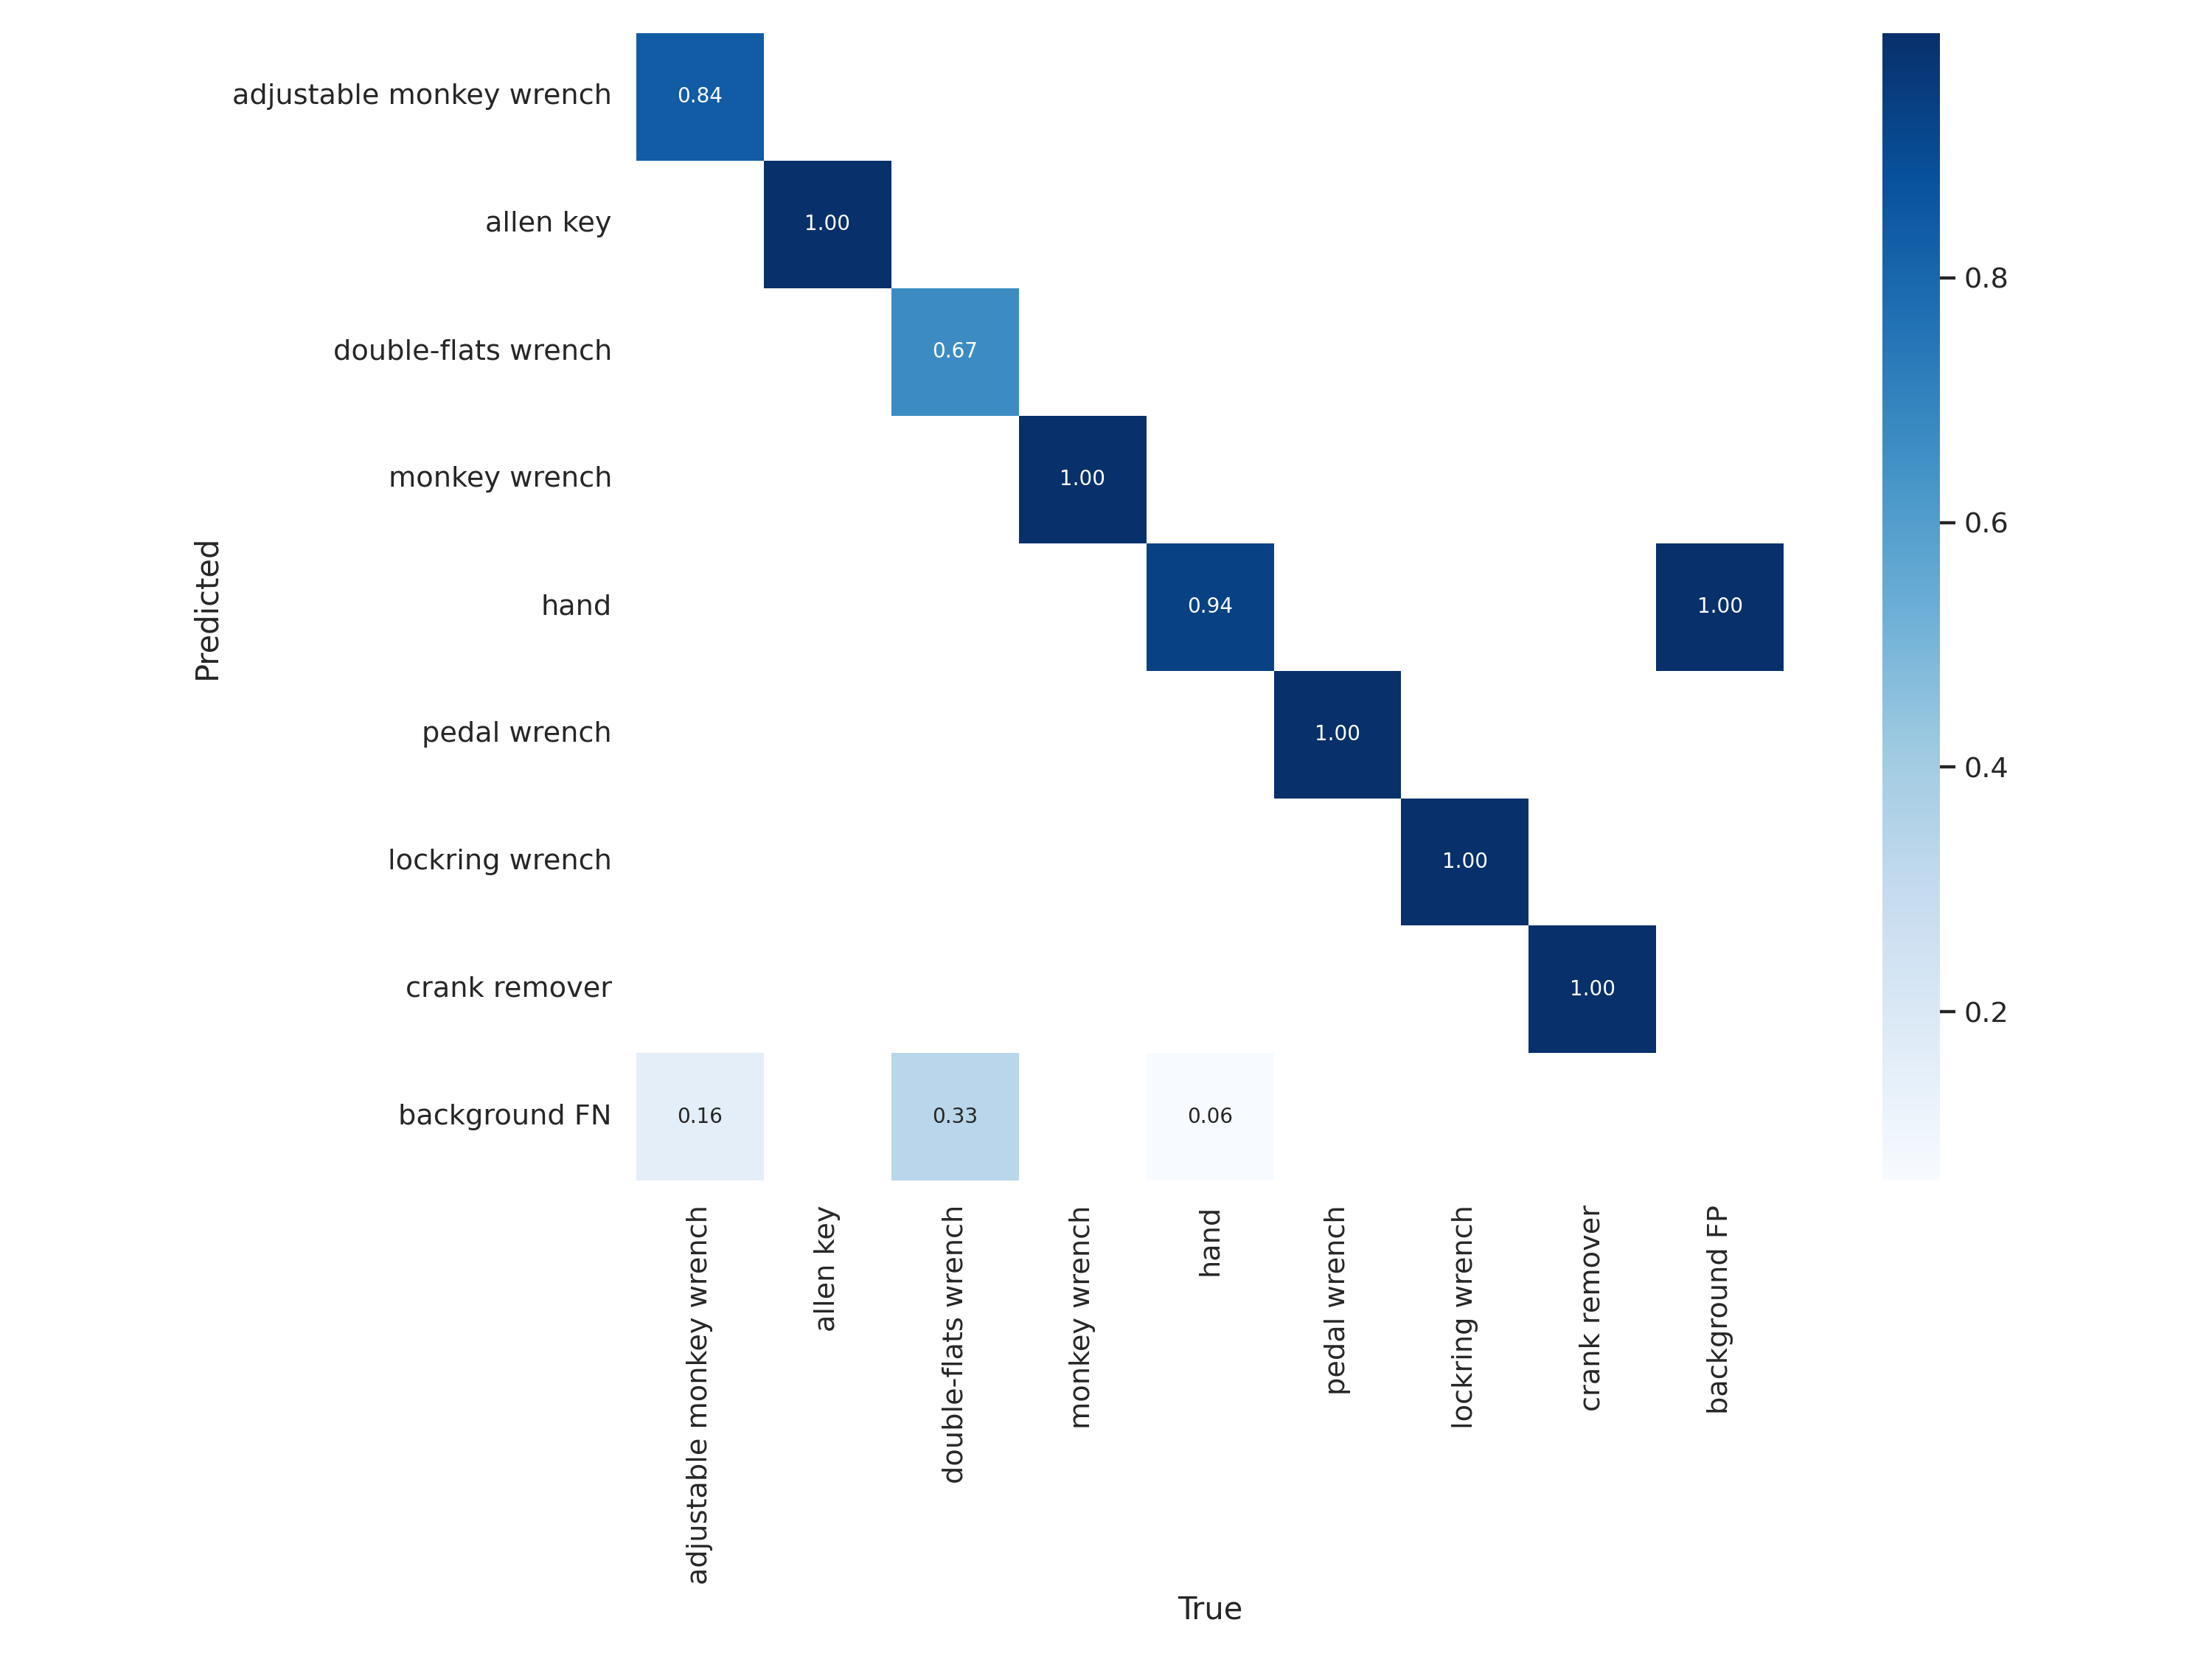 adjustable monkey wrench 0.84
allen key 1.00
double-flats wrench 0.67
monkey wrench 1.00
hand 0.94 1.00
pedal wrench 1.00
lockring wrench 1.00
crank remover 1.00
background FN 0.16 0.33 0.06
Predicted
adjustable monkey wrench
allen key
double-flats wrench
monkey wrench
hand
pedal wrench
lockring wrench
crank remover
background FP
True
0.8
0.6
0.4
0.2